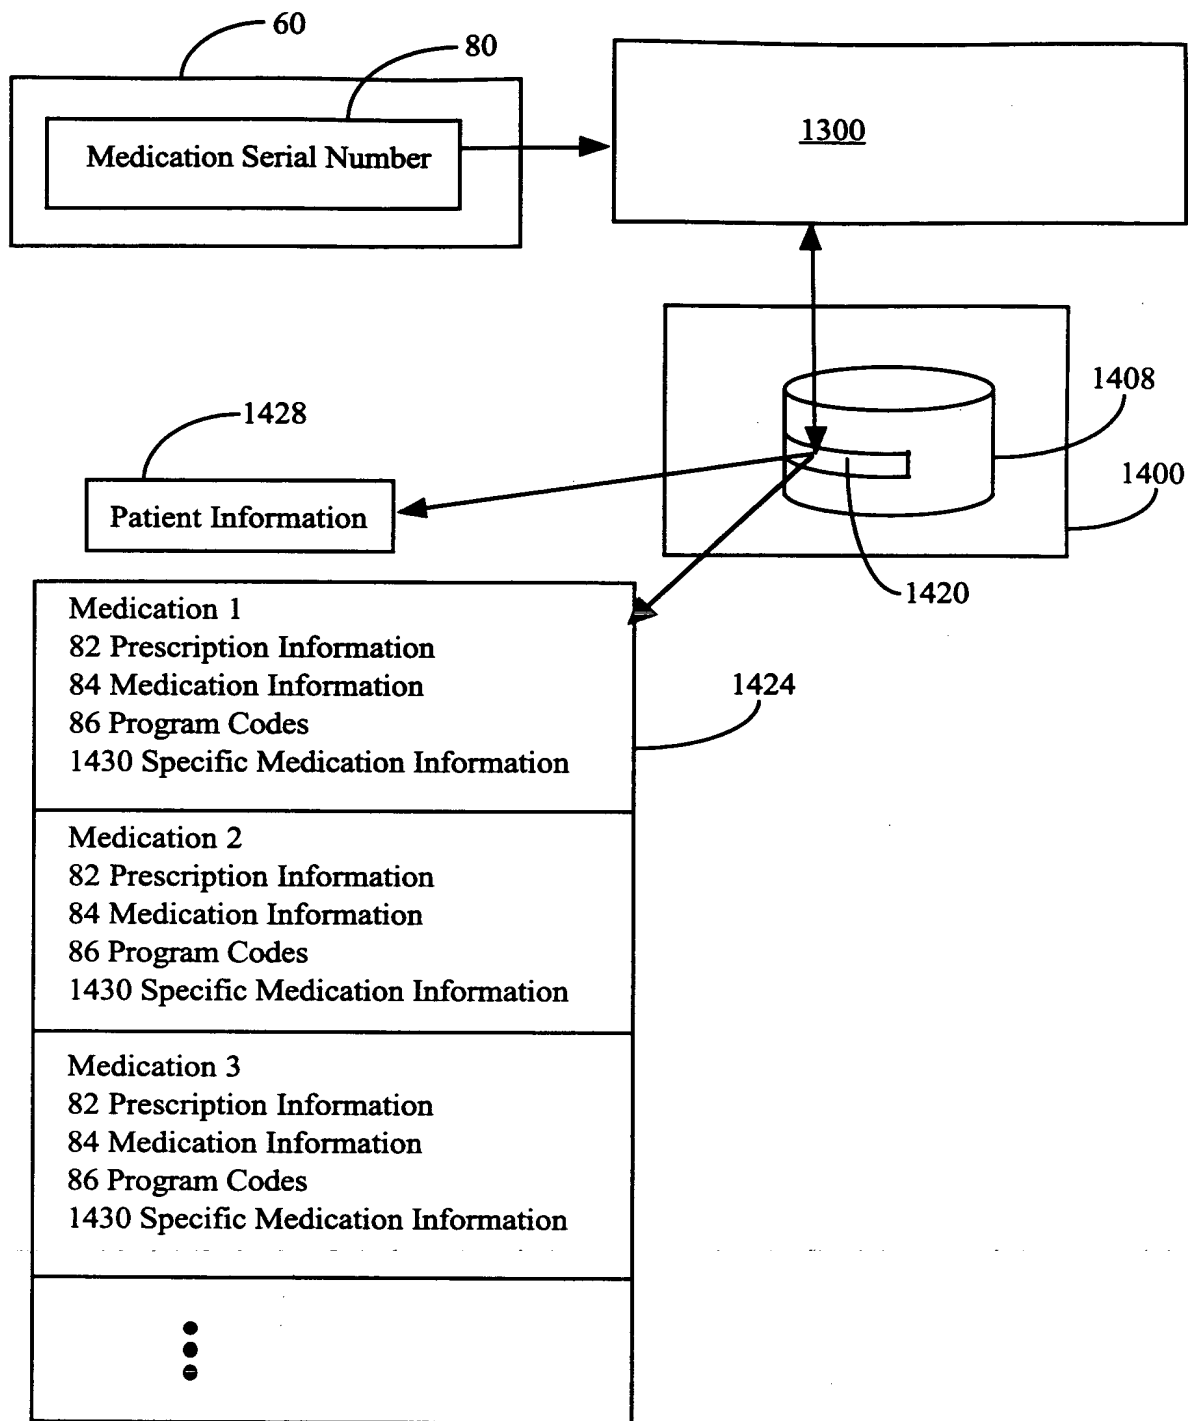 60
80
Medication Serial Number
1300
1408
1428
1400
Patient Information
1420
Medication 1
82 Prescription Information
84 Medication Information
86 Program Codes
1430 Specific Medication Information
1424
Medication 2
82 Prescription Information
84 Medication Information
86 Program Codes
1430 Specific Medication Information
Medication 3
82 Prescription Information
84 Medication Information
86 Program Codes
1430 Specific Medication Information